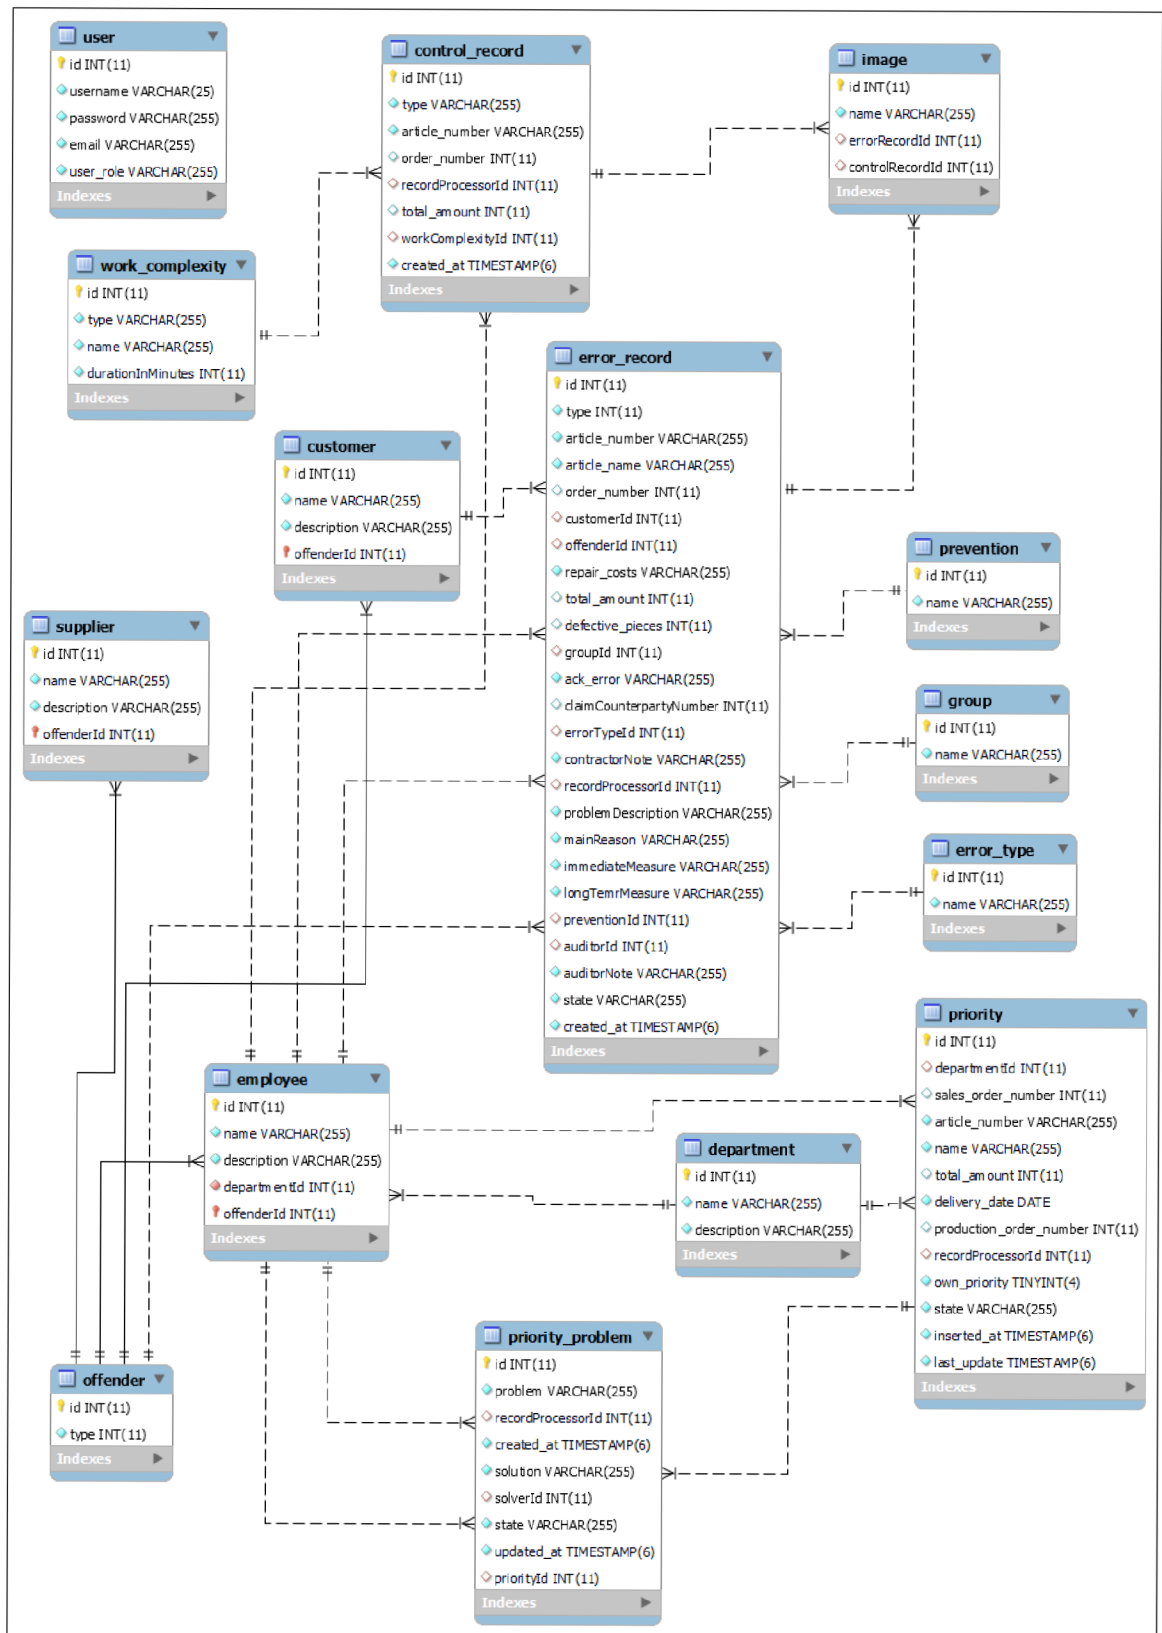 user
id INT(11)
username VARCHAR(25)
password VARCHAR(255)
email VARCHAR(255)
user_role VARCHAR(255)
Indexes
control_record
id INT(11)
type VARCHAR(255)
article_number VARCHAR(255)
order_number INT(11)
recordProcessorId INT(11)
total_amount INT(11)
workComplexityId INT(11)
created_at TIMESTAMP(6)
Indexes
image
id INT(11)
name VARCHAR(255)
errorRecordId INT(11)
controlRecordId INT(11)
Indexes
work_complexity
id INT(11)
type VARCHAR(255)
name VARCHAR(255)
durationInMinutes INT(11)
Indexes
error_record
id INT(11)
type INT(11)
article_number VARCHAR(255)
article_name VARCHAR(255)
order_number INT(11)
customerId INT(11)
offenderId INT(11)
repair_costs VARCHAR(255)
total_amount INT(11)
defective_pieces INT(11)
groupId INT(11)
ack_error VARCHAR(255)
claimCounterpartyNumber INT(11)
errorTypeId INT(11)
contractorNote VARCHAR(255)
recordProcessorId INT(11)
problemDescription VARCHAR(255)
mainReason VARCHAR(255)
immediateMeasure VARCHAR(255)
longTemrMeasure VARCHAR(255)
preventionId INT(11)
auditorId INT(11)
auditorNote VARCHAR(255)
state VARCHAR(255)
created_at TIMESTAMP(6)
Indexes
customer
id INT(11)
name VARCHAR(255)
description VARCHAR(255)
offenderId INT(11)
Indexes
prevention
id INT(11)
name VARCHAR(255)
Indexes
supplier
id INT(11)
name VARCHAR(255)
description VARCHAR(255)
offenderId INT(11)
Indexes
group
id INT(11)
name VARCHAR(255)
Indexes
error_type
id INT(11)
name VARCHAR(255)
Indexes
priority
id INT(11)
departmentId INT(11)
sales_order_number INT(11)
article_number VARCHAR(255)
name VARCHAR(255)
total_amount INT(11)
delivery_date DATE
production_order_number INT(11)
recordProcessorId INT(11)
own_priority TINYINT(4)
state VARCHAR(255)
inserted_at TIMESTAMP(6)
last_update TIMESTAMP(6)
Indexes
employee
id INT(11)
name VARCHAR(255)
description VARCHAR(255)
departmentId INT(11)
offenderId INT(11)
Indexes
department
id INT(11)
name VARCHAR(255)
description VARCHAR(255)
Indexes
priority_problem
id INT(11)
problem VARCHAR(255)
recordProcessorId INT(11)
created_at TIMESTAMP(6)
solution VARCHAR(255)
solverId INT(11)
state VARCHAR(255)
updated_at TIMESTAMP(6)
priorityId INT(11)
Indexes
offender
id INT(11)
type INT(11)
Indexes